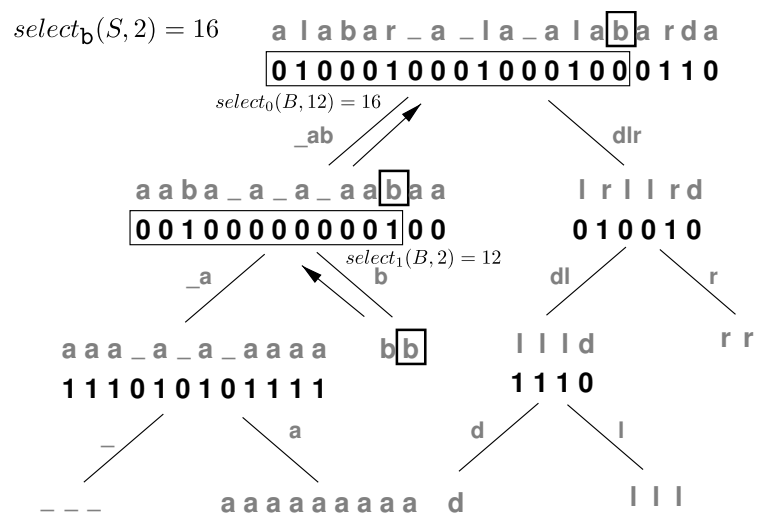 select_b(S, 2) = 16
a l a b a r _ a _ l a _ a l a b a r d a
0 1 0 0 0 1 0 0 0 1 0 0 0 1 0 0 0 1 1 0
select_0(B, 12) = 16
_ab
dlr
a a b a _ a _ a _ a a b a a
l r l l r d
0 0 1 0 0 0 0 0 0 0 0 1 0 0
0 1 0 0 1 0
select_1(B, 2) = 12
_a
b
dl
r
a a a _ a _ a _ a a a a
b b
l l l d
r r
1 1 1 0 1 0 1 0 1 1 1 1
1 1 1 0
_
a
d
l
_ _ _
a a a a a a a a a
d
l l l